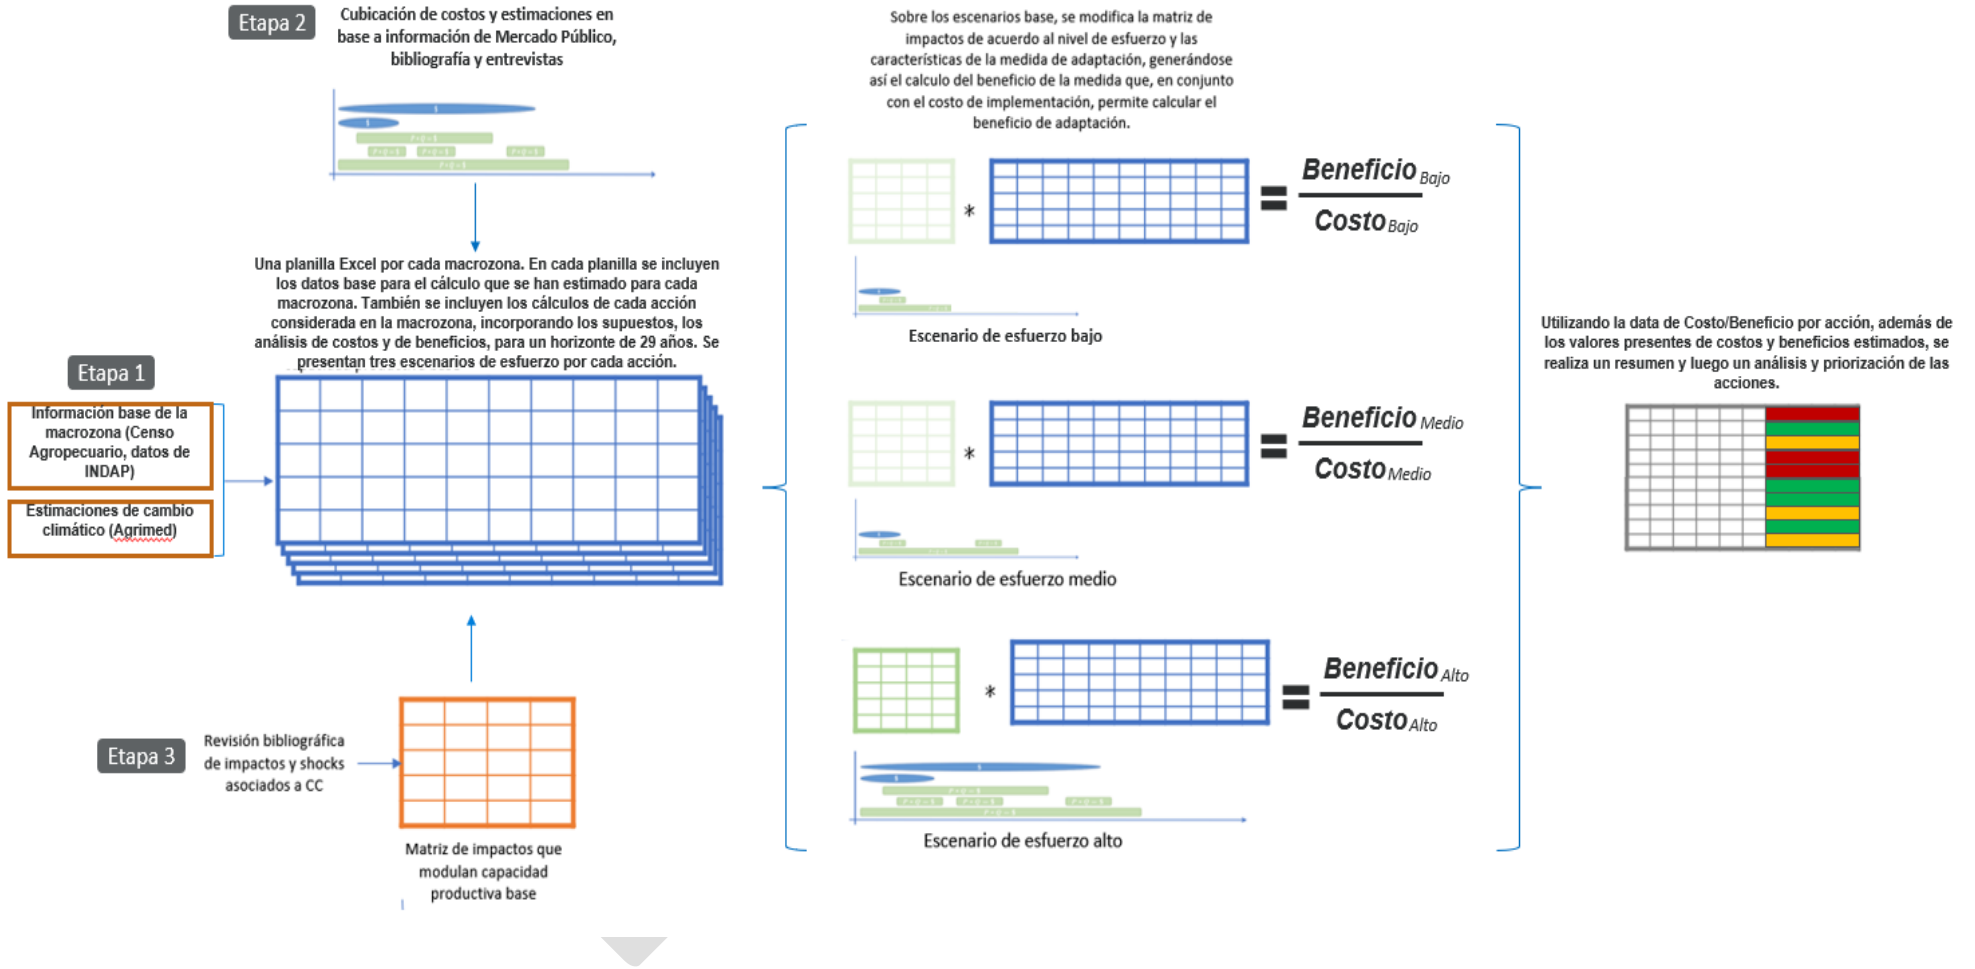 Etapa 2
Cubicación de costos y estimaciones en
base a información de Mercado Público,
bibliografía y entrevistas
Una planilla Excel por cada macrozona. En cada planilla se incluyen
los datos base para el cálculo que se han estimado para cada
macrozona. También se incluyen los cálculos de cada acción
considerada en la macrozona, incorporando los supuestos, los
análisis de costos y de beneficios, para un horizonte de 29 años. Se
presentan tres escenarios de esfuerzo por cada acción.
Etapa 1
Información base de la
macrozona (Censo
Agropecuario, datos de
INDAP)
Estimaciones de cambio
climático (Agrimed)
Etapa 3
Revisión bibliográfica
de impactos y shocks
asociados a CC
Matriz de impactos que
modulan capacidad
productiva base
Sobre los escenarios base, se modifica la matriz de
impactos de acuerdo al nivel de esfuerzo y las
características de la medida de adaptación, generándose
así el calculo del beneficio de la medida que, en conjunto
con el costo de implementación, permite calcular el
beneficio de adaptación.
*
=
Beneficio Bajo
Costo Bajo
Escenario de esfuerzo bajo
*
=
Beneficio Medio
Costo Medio
Escenario de esfuerzo medio
*
=
Beneficio Alto
Costo Alto
Escenario de esfuerzo alto
Utilizando la data de Costo/Beneficio por acción, además de
los valores presentes de costos y beneficios estimados, se
realiza un resumen y luego un análisis y priorización de las
acciones.